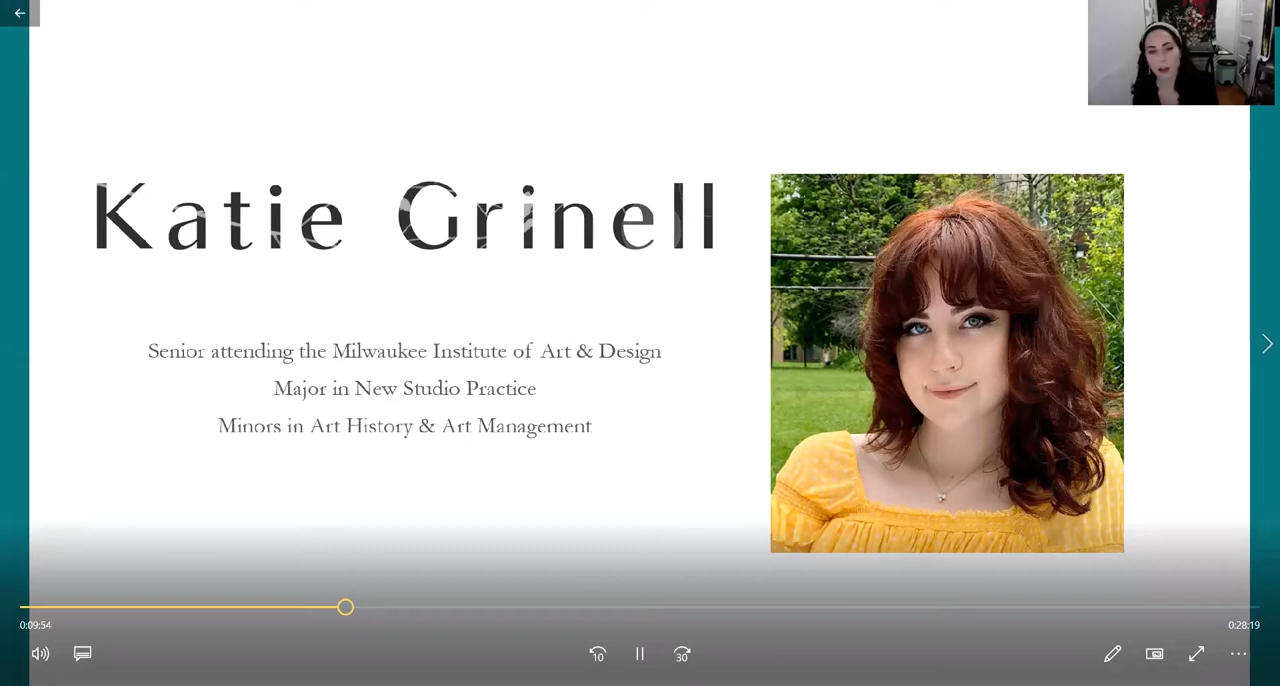 Katie Grinell
Senior attending the Milwaukee Institute of Art & Design
Major in New Studio Practice
Minors in Art History & Art Management
0:09:54
0:28:19
10
30